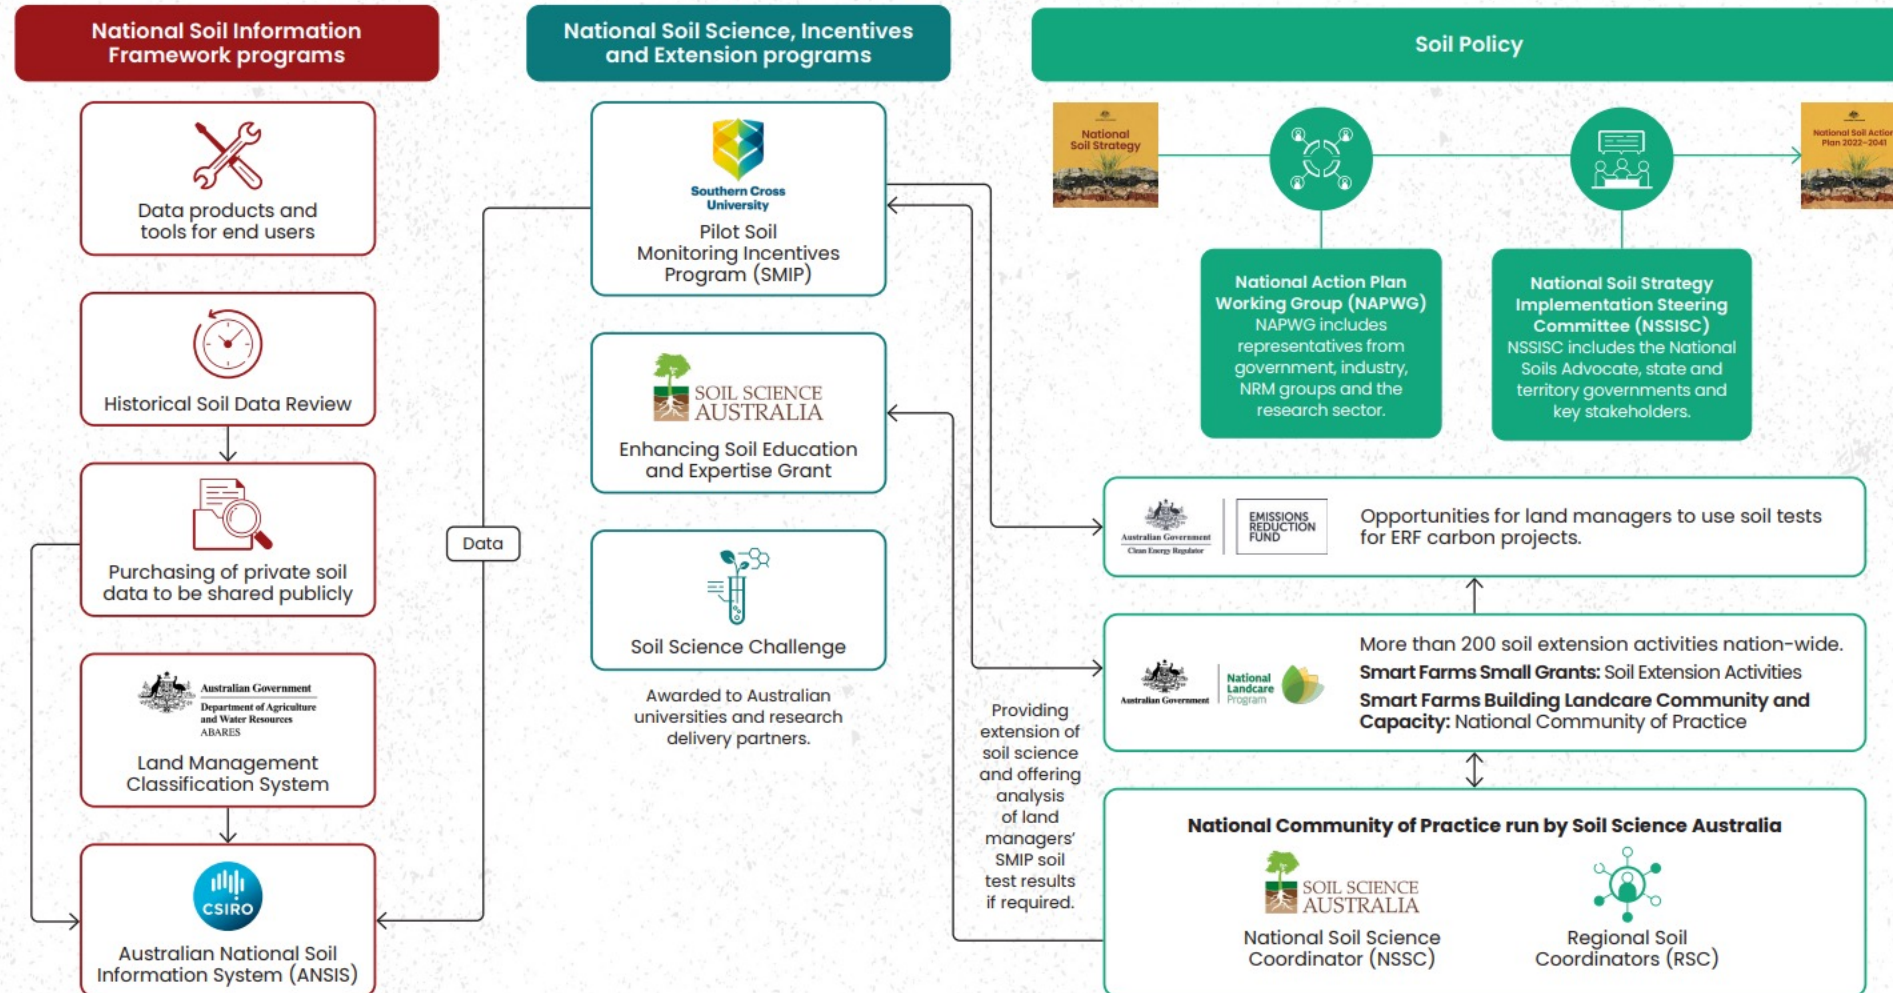 National Soil Information
Framework programs
Data products and
tools for end users
Historical Soil Data Review
Purchasing of private soil
data to be shared publicly
Australian Government
Department of Agriculture
and Water Resources
ABARES
Land Management
Classification System
CSIRO
Australian National Soil
Information System (ANSIS)
Data
National Soil Science, Incentives
and Extension programs
Southern Cross
University
Pilot Soil
Monitoring Incentives
Program (SMIP)
SOIL SCIENCE
AUSTRALIA
Enhancing Soil Education
and Expertise Grant
Soil Science Challenge
Awarded to Australian
universities and research
delivery partners.
Providing
extension of
soil science
and offering
analysis
of land
managers’
SMIP soil
test results
if required.
Soil Policy
National
Soil Strategy
National Soil Action
Plan 2022–2041
National Action Plan
Working Group (NAPWG)
NAPWG includes
representatives from
government, industry,
NRM groups and the
research sector.
National Soil Strategy
Implementation Steering
Committee (NSSISC)
NSSISC includes the National
Soils Advocate, state and
territory governments and
key stakeholders.
Australian Government
Clean Energy Regulator
EMISSIONS
REDUCTION
FUND
Opportunities for land managers to use soil tests
for ERF carbon projects.
Australian Government
National
Landcare
Program
More than 200 soil extension activities nation-wide.
Smart Farms Small Grants: Soil Extension Activities
Smart Farms Building Landcare Community and
Capacity: National Community of Practice
National Community of Practice run by Soil Science Australia
SOIL SCIENCE
AUSTRALIA
National Soil Science
Coordinator (NSSC)
Regional Soil
Coordinators (RSC)